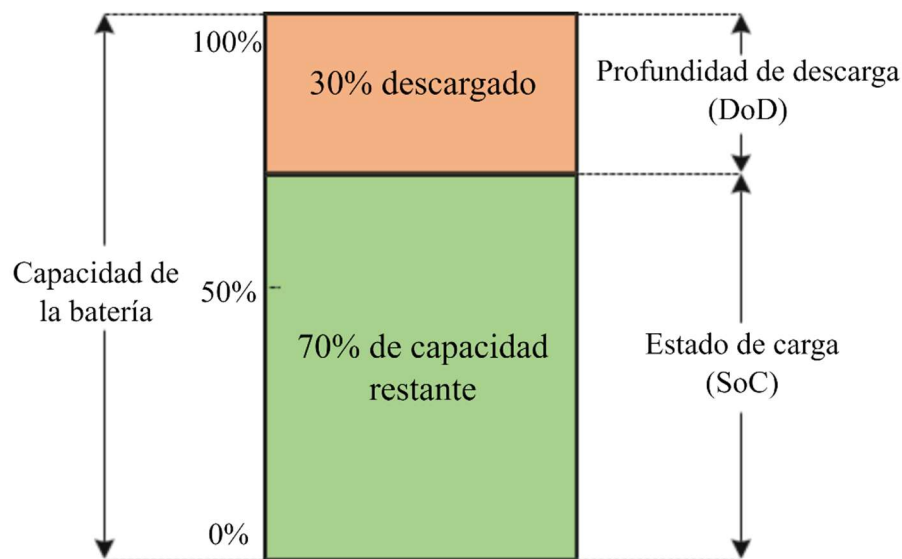 100%
30% descargado
Profundidad de descarga
(DoD)
Capacidad de
la batería
50%
70% de capacidad
restante
Estado de carga
(SoC)
0%